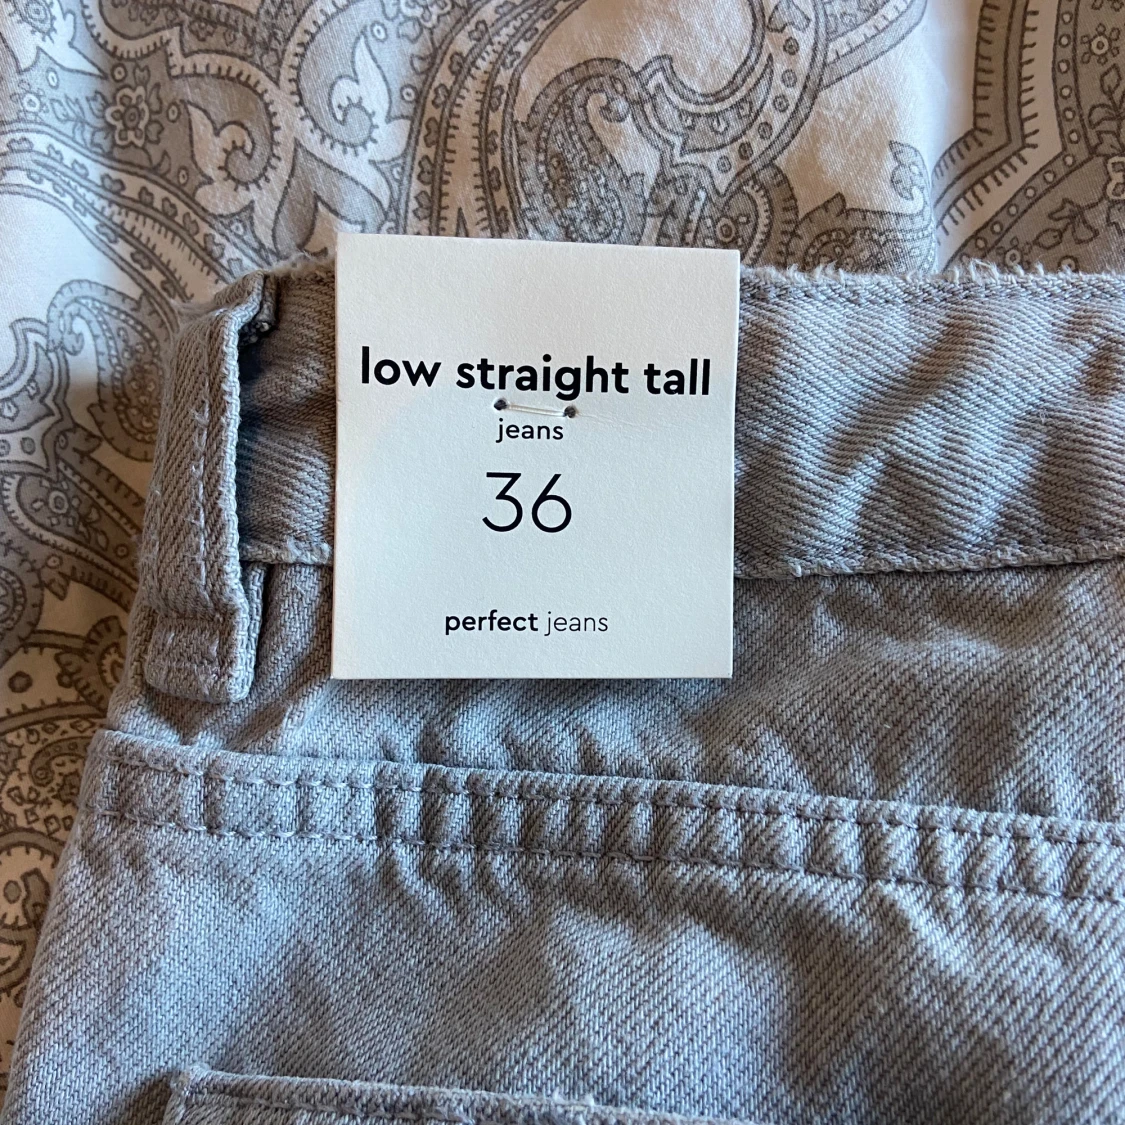 low straight tall
jeans
36
perfect jeans